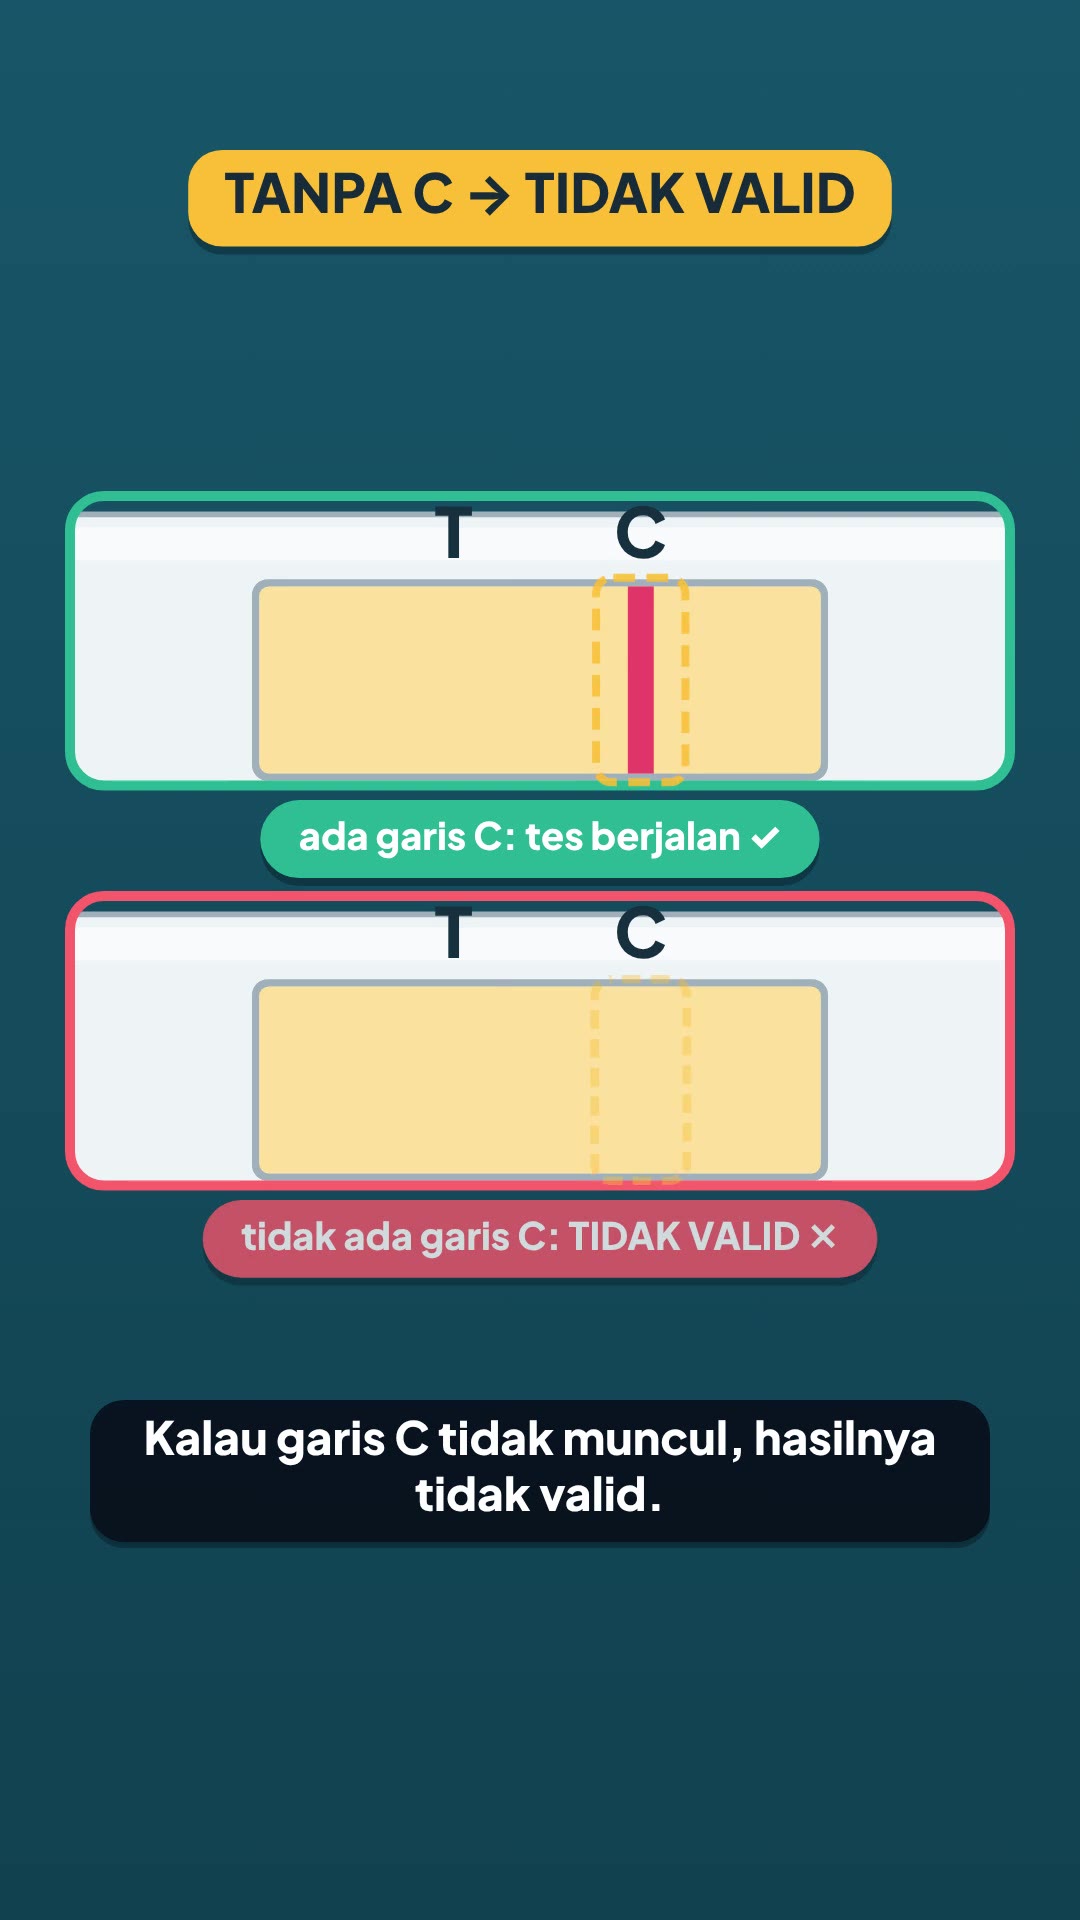 TANPA C → TIDAK VALID
T C
ada garis C: tes berjalan ✓
T C
tidak ada garis C: TIDAK VALID ✕
Kalau garis C tidak muncul, hasilnya
tidak valid.